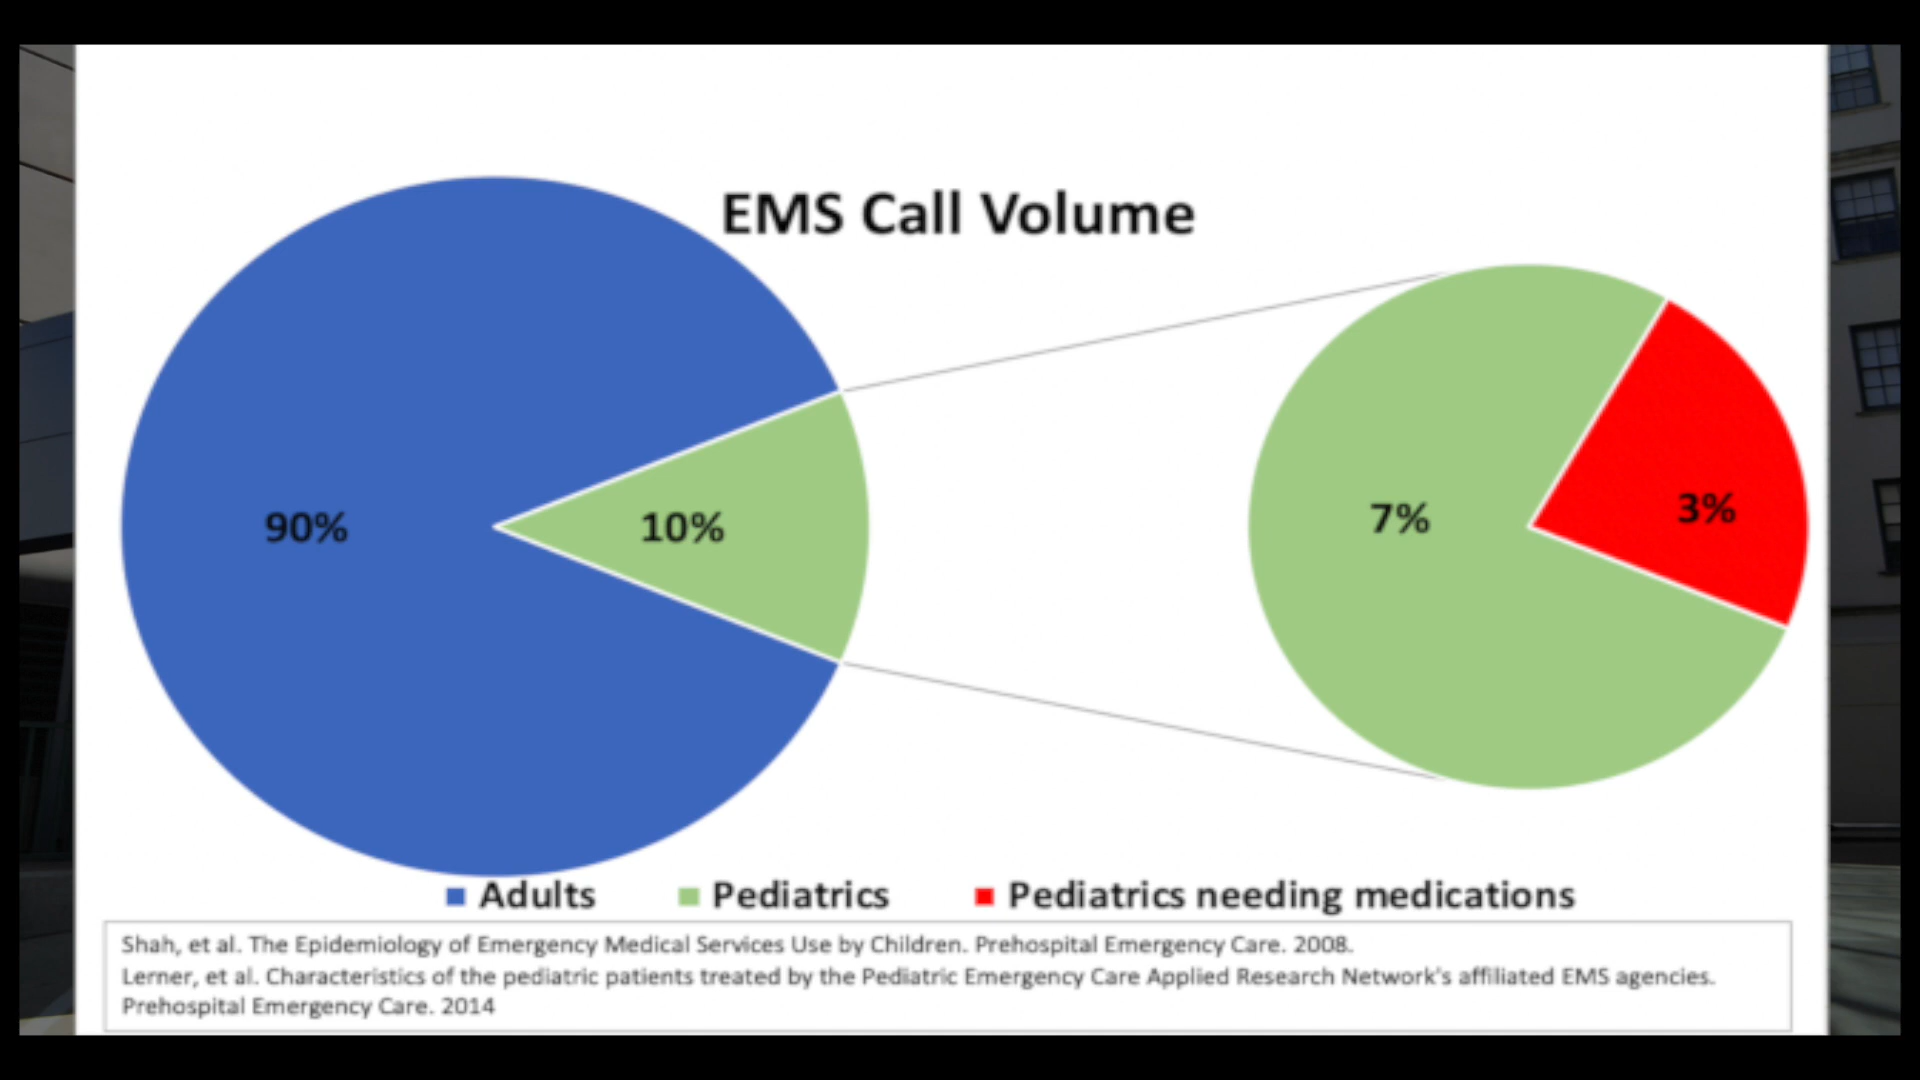 EMS Call Volume
90%
10%
7%
3%
Adults
Pediatrics
Pediatrics needing medications
Shah, et al. The Epidemiology of Emergency Medical Services Use by Children. Prehospital Emergency Care. 2008.
Lerner, et al. Characteristics of the pediatric patients treated by the Pediatric Emergency Care Applied Research Network's affiliated EMS agencies.
Prehospital Emergency Care. 2014